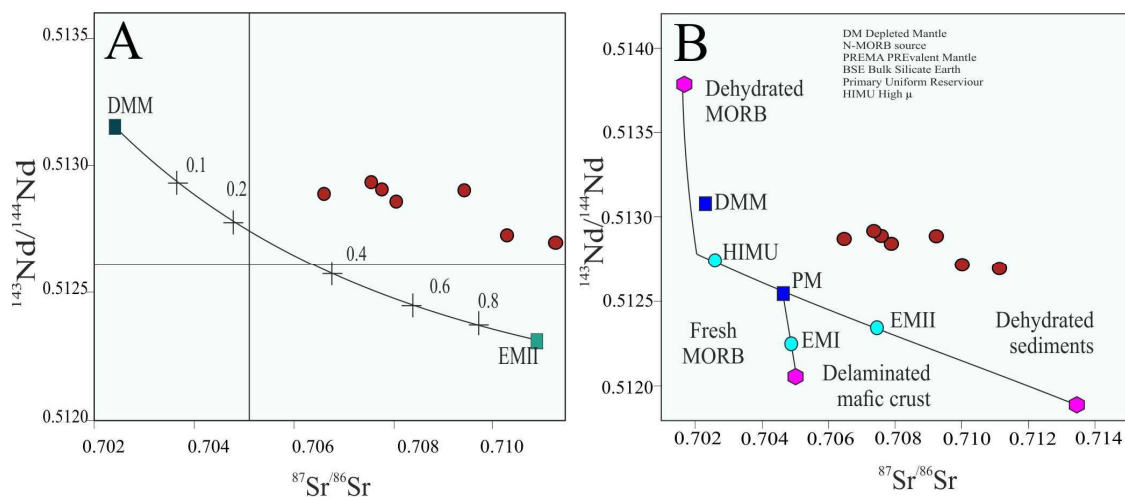 A
0.5135
DMM
0.5130
0.1
0.2
0.4
0.6
0.8
EMII
0.5125
0.5120
143Nd/144Nd
0.702
0.704
0.706
0.708
0.710
87Sr/86Sr
B
DM Depleted Mantle
N-MORB source
PREMA PREvalent Mantle
BSE Bulk Silicate Earth
Primary Uniform Reserviour
HIMU High μ
0.5140
Dehydrated
MORB
0.5135
DMM
0.5130
HIMU
PM
0.5125
EMII
Fresh
MORB
EMI
Dehydrated
sediments
Delaminated
mafic crust
0.5120
143Nd/144Nd
0.702
0.704
0.706
0.708
0.710
0.712
0.714
87Sr/86Sr